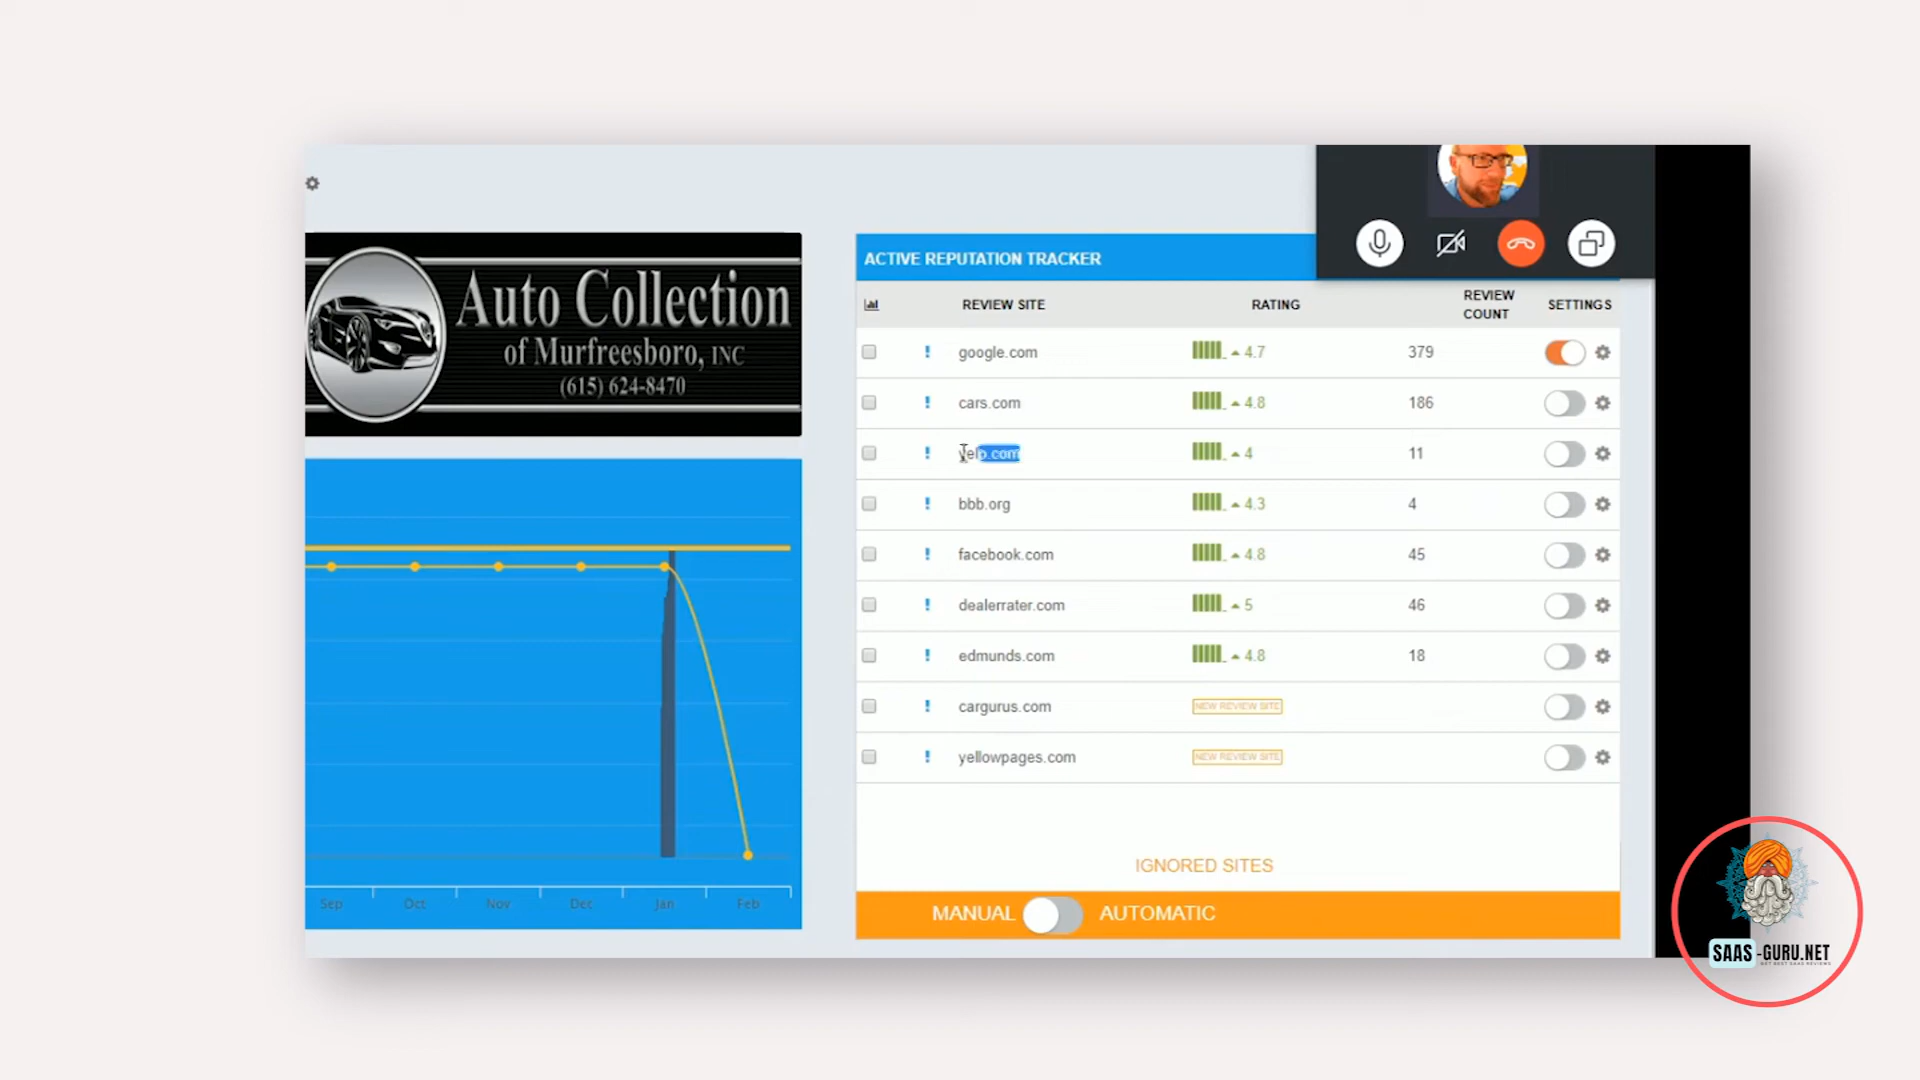 Auto Collection
of Murfreesboro, INC
(615) 624-8470
Sep Oct Nov Dec Jan Feb
ACTIVE REPUTATION TRACKER
REVIEW SITE RATING REVIEW COUNT SETTINGS
google.com 4.7 379
cars.com 4.8 186
yelp.com 4 11
bbb.org 4.3 4
facebook.com 4.8 45
dealerrater.com 5 46
edmunds.com 4.8 18
cargurus.com NEW REVIEW SITE
yellowpages.com NEW REVIEW SITE
IGNORED SITES
MANUAL AUTOMATIC
SAAS-GURU.NET